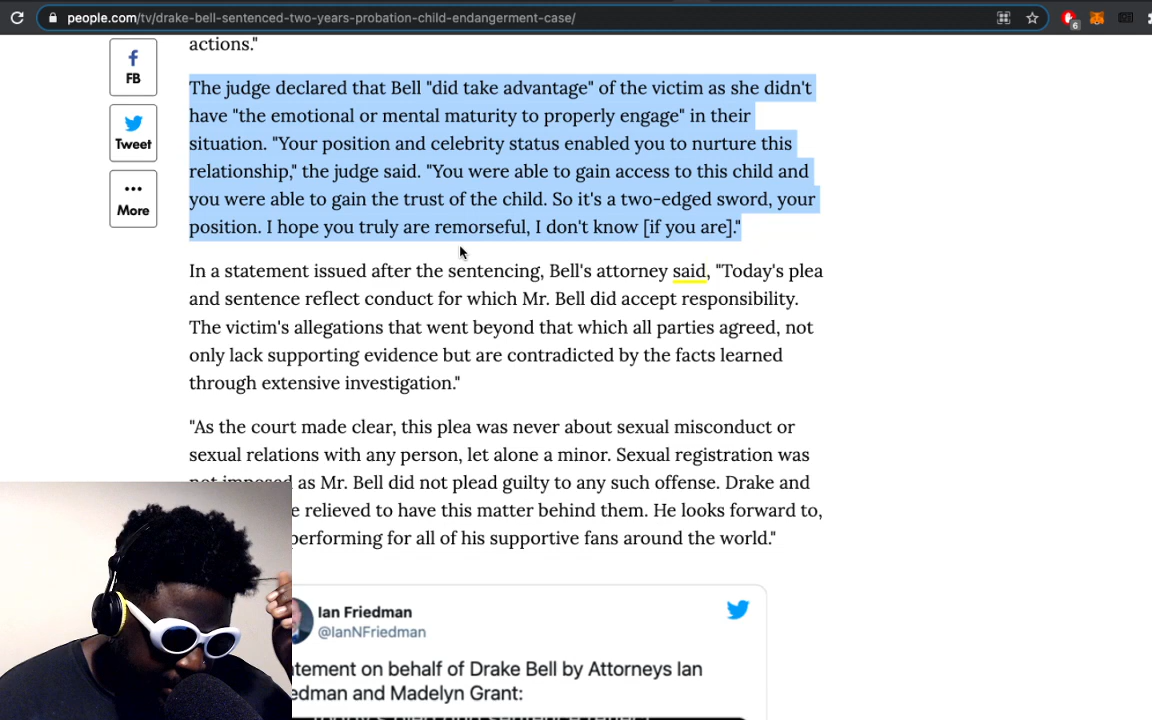 people.com/tv/drake-bell-sentenced-two-years-probation-child-endangerment-case/
6
actions."
FB
Tweet
More
The judge declared that Bell "did take advantage" of the victim as she didn't
have "the emotional or mental maturity to properly engage" in their
situation. "Your position and celebrity status enabled you to nurture this
relationship," the judge said. "You were able to gain access to this child and
you were able to gain the trust of the child. So it's a two-edged sword, your
position. I hope you truly are remorseful, I don't know [if you are]."
In a statement issued after the sentencing, Bell's attorney said, "Today's plea
and sentence reflect conduct for which Mr. Bell did accept responsibility.
The victim's allegations that went beyond that which all parties agreed, not
only lack supporting evidence but are contradicted by the facts learned
through extensive investigation."
"As the court made clear, this plea was never about sexual misconduct or
sexual relations with any person, let alone a minor. Sexual registration was
not imposed as Mr. Bell did not plead guilty to any such offense. Drake and
relieved to have this matter behind them. He looks forward to,
performing for all of his supportive fans around the world."
Ian Friedman
@IanNFriedman
tement on behalf of Drake Bell by Attorneys Ian
edman and Madelyn Grant: